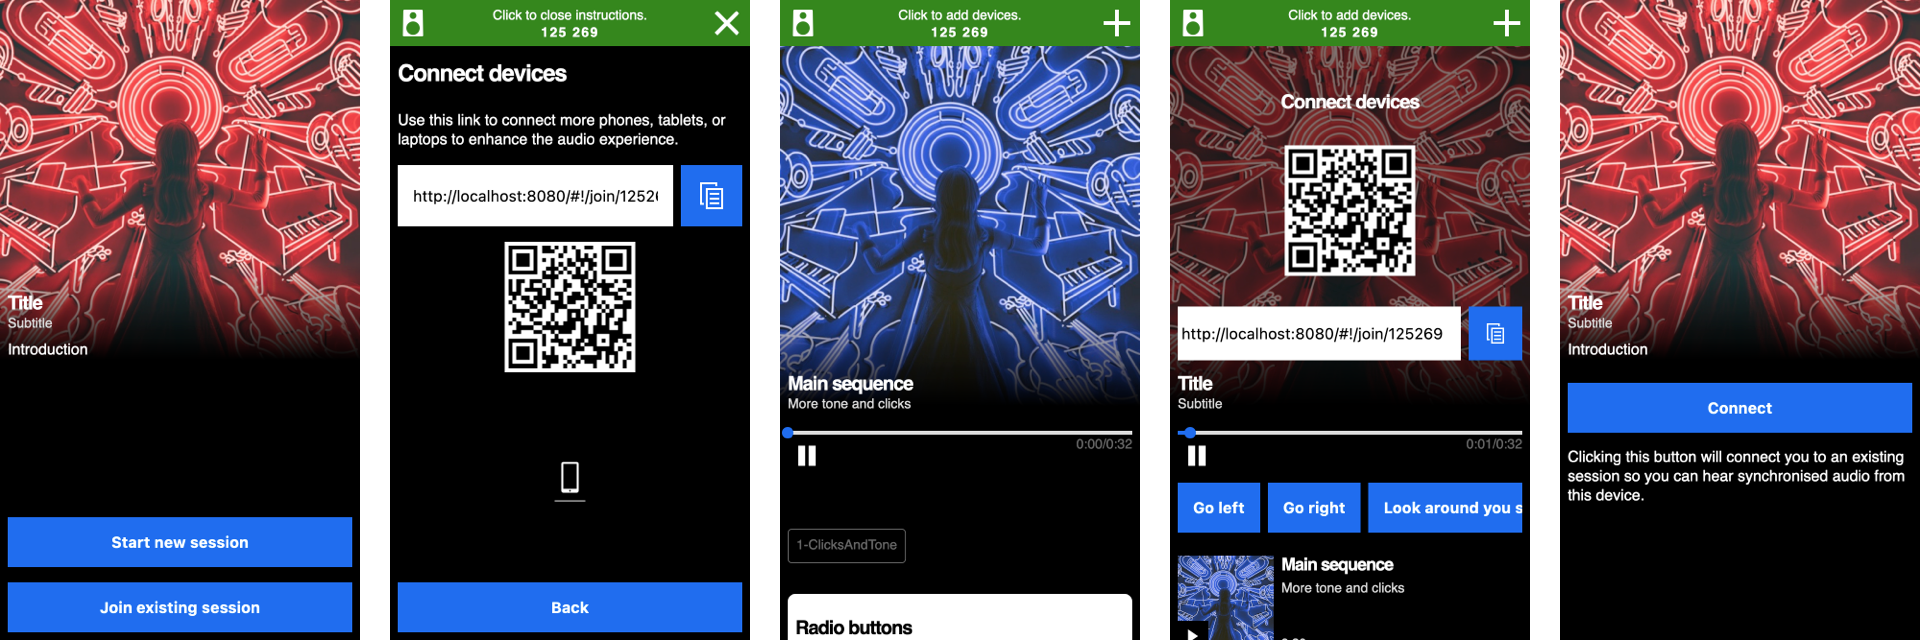 Title
Subtitle
Introduction
Start new session
Join existing session
Click to close instructions.
125 269
Connect devices
Use this link to connect more phones, tablets, or
laptops to enhance the audio experience.
http://localhost:8080/#!/join/1252
Back
Click to add devices.
125 269
Main sequence
More tone and clicks
0:00/0:32
1-ClicksAndTone
Radio buttons
Click to add devices.
125 269
Connect devices
http://localhost:8080/#!/join/125269
Title
Subtitle
0:01/0:32
Go left
Go right
Look around you s
Main sequence
More tone and clicks
Title
Subtitle
Introduction
Connect
Clicking this button will connect you to an existing
session so you can hear synchronised audio from
this device.